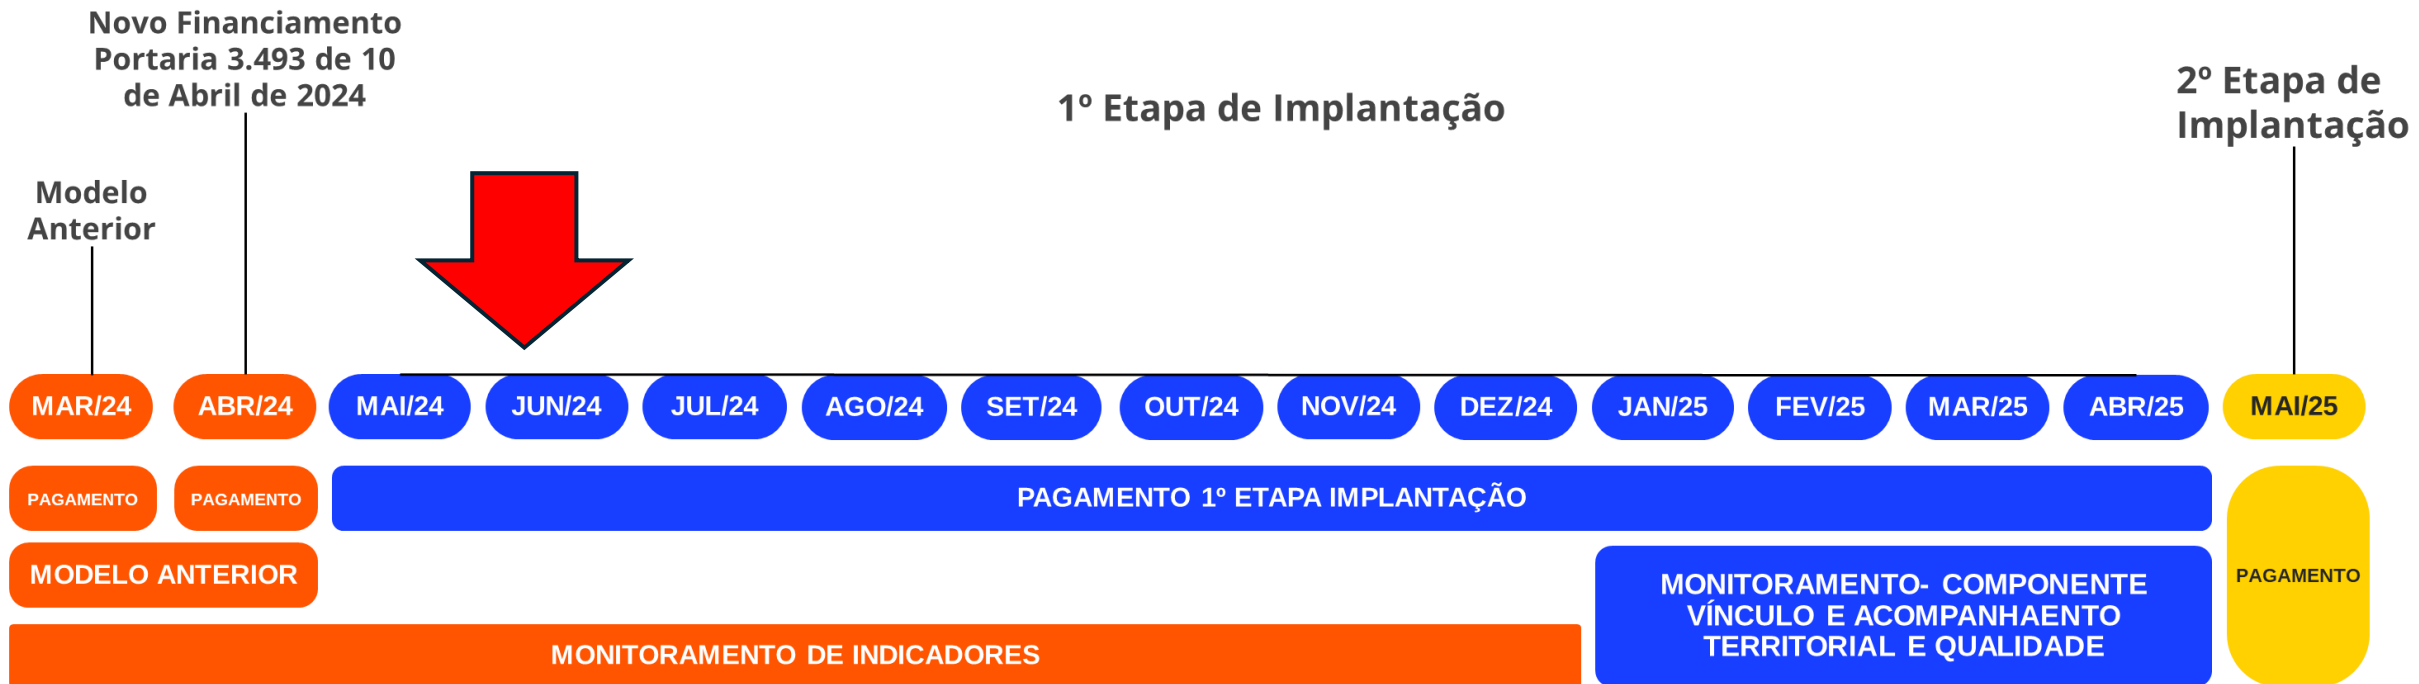 Novo Financiamento
Portaria 3.493 de 10
de Abril de 2024
Modelo
Anterior
1º Etapa de Implantação
2º Etapa de
Implantação
MAR/24
ABR/24
MAI/24
JUN/24
JUL/24
AGO/24
SET/24
OUT/24
NOV/24
DEZ/24
JAN/25
FEV/25
MAR/25
ABR/25
MAI/25
PAGAMENTO
PAGAMENTO
PAGAMENTO 1º ETAPA IMPLANTAÇÃO
MODELO ANTERIOR
MONITORAMENTO- COMPONENTE
VÍNCULO E ACOMPANHAENTO
TERRITORIAL E QUALIDADE
PAGAMENTO
MONITORAMENTO DE INDICADORES